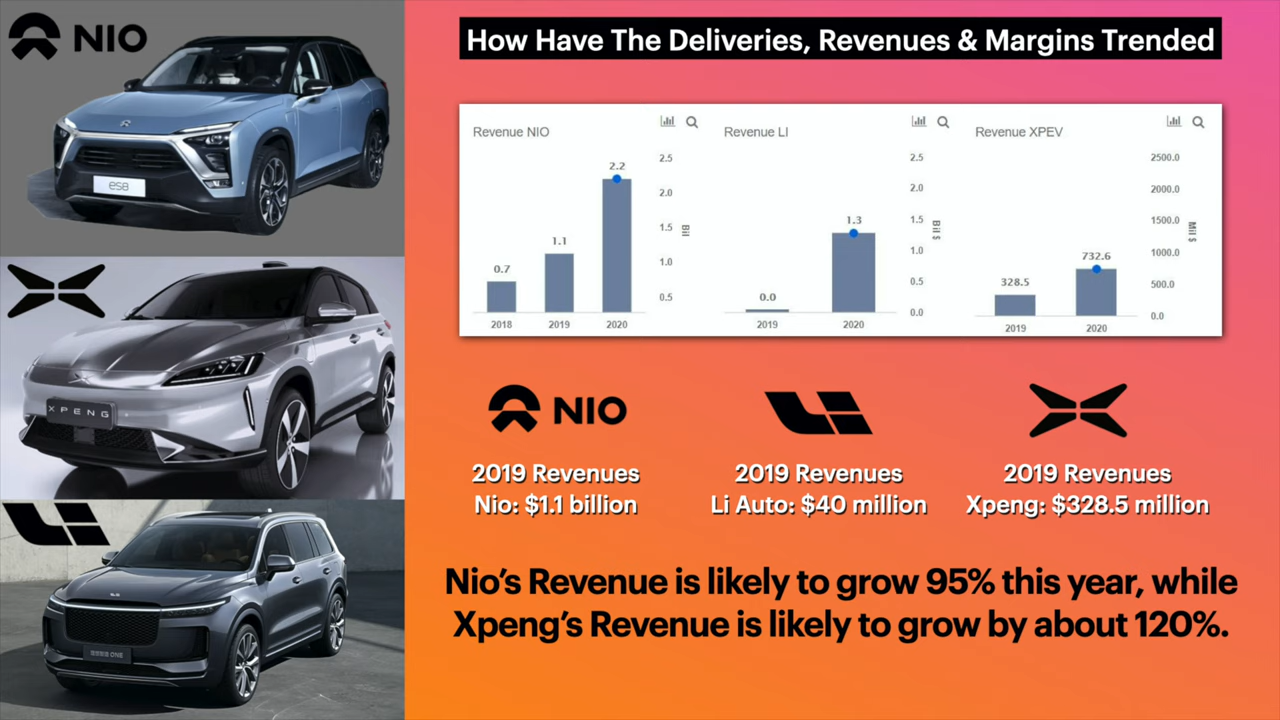 NIO
es8
XPENG
Li
ONE
How Have The Deliveries, Revenues & Margins Trended
Revenue NIO
2.2
1.1
0.7
2018
2019
2020
2.5
2.0
1.5
1.0
0.5
Bil
Revenue LI
1.3
0.0
2019
2020
2.5
2.0
1.5
1.0
0.5
0.0
Bil $
Revenue XPEV
732.6
328.5
2019
2020
2500.0
2000.0
1500.0
1000.0
500.0
0.0
Mil $
NIO
Li
2019 Revenues
Nio: $1.1 billion
2019 Revenues
Li Auto: $40 million
2019 Revenues
Xpeng: $328.5 million
Nio's Revenue is likely to grow 95% this year, while
Xpeng's Revenue is likely to grow by about 120%.